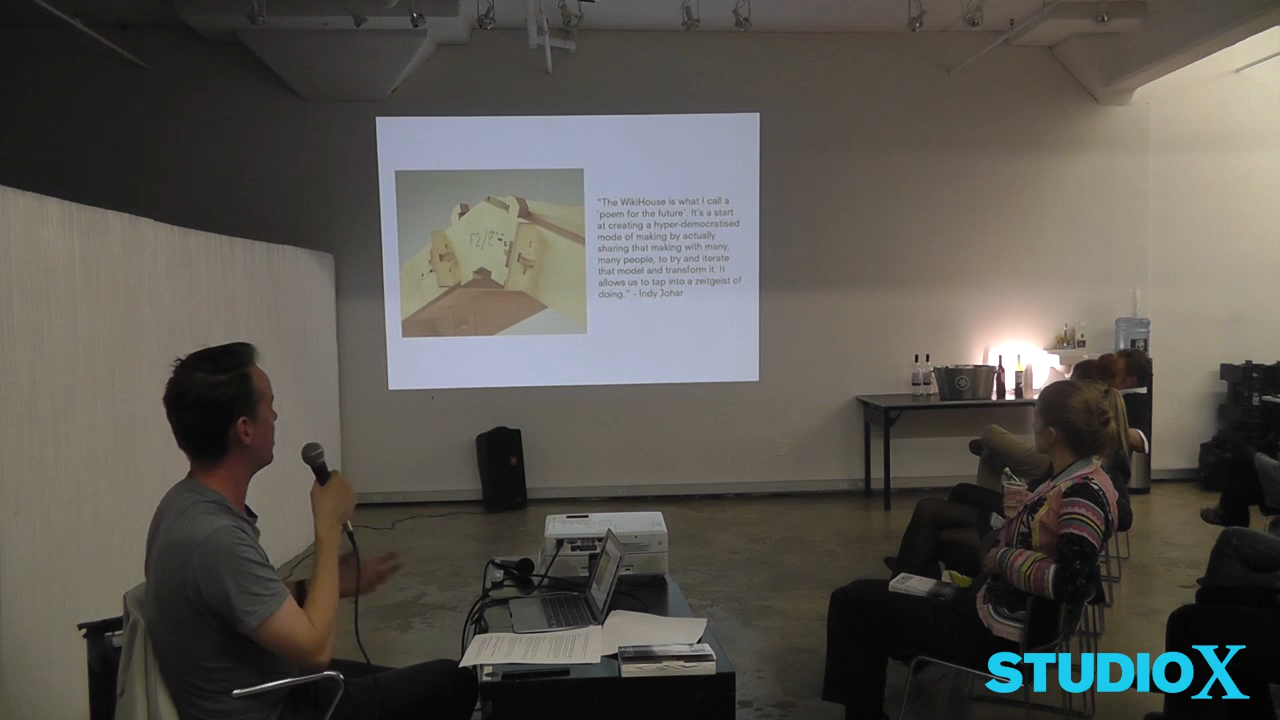 "The WikiHouse is what I call a
'poem for the future'. It's a start
at creating a hyper-democratised
mode of making by actually
sharing that making with many,
many people, to try and iterate
that model and transform it. It
allows us to tap into a zeitgeist of
doing." - Indy Johar
STUDIOX